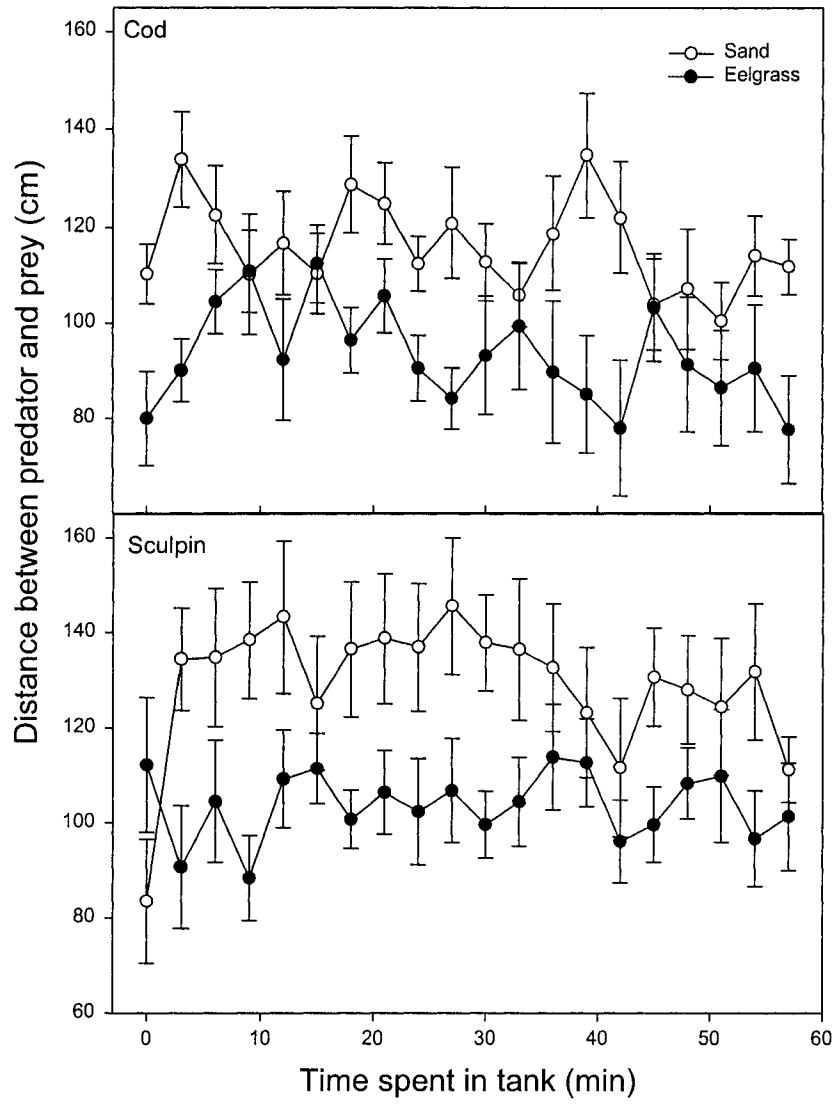 Cod
Sand
Eelgrass
160
140
120
100
80
Sculpin
160
140
120
100
80
60
0 10 20 30 40 50 60
Distance between predator and prey (cm)
Time spent in tank (min)